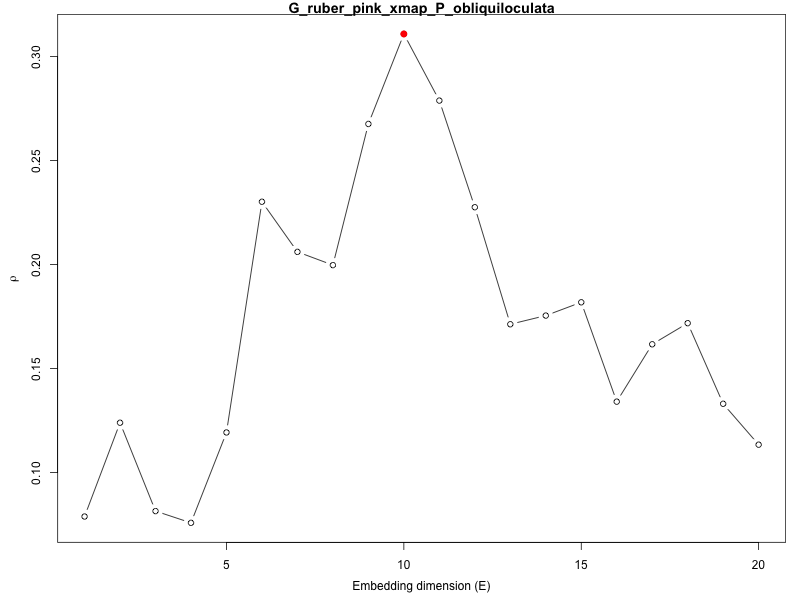 G_ruber_pink_xmap_P_obliquiloculata
0.30
0.25
0.20
0.15
0.10
ρ
5 10 15 20
Embedding dimension (E)